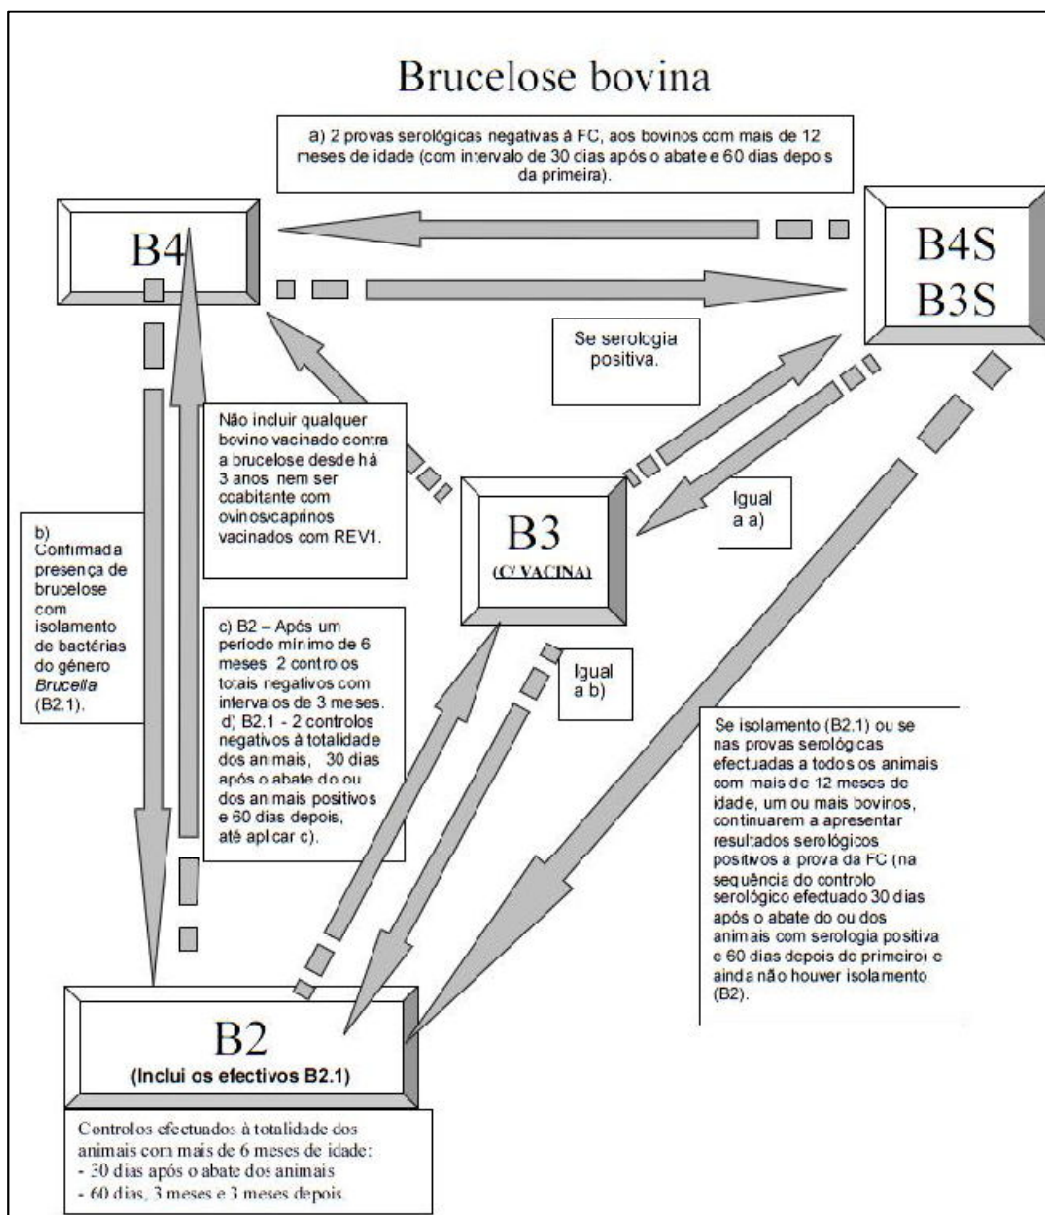 Brucelose bovina
a) 2 provas serológicas negativas à FC, aos bovinos com mais de 12
meses de idade (com intervalo de 30 dias após o abate e 60 dias depois
da primeira).
B4
B4S
B3S
Se serologia
positiva.
Não incluir qualquer
bovino vacinado contra
a brucelose desde há
3 anos nem ser
coabitante com
ovinos/caprinos
vacinados com REV1.
B3
(C/ VACINA)
Igual
a a)
b)
Confirmada a
presença de
brucelose
com
isolamento
de bactérias
do género
Brucella
(B2.1).
c) B2 – Após um
período mínimo de 6
meses 2 controlos
totais negativos com
intervalos de 3 meses.
d) B2.1 - 2 controlos
negativos à totalidade
dos animais, 30 dias
após o abate do ou
dos animais positivos
e 60 dias depois,
até aplicar c).
Igual
a b)
Se isolamento (B2.1) ou se
nas provas serológicas
efectuadas a todos os animais
com mais de 12 meses de
idade, um ou mais bovinos,
continuarem a apresentar
resultados serológicos
positivos a prova da FC (na
sequência do controlo
serológico efectuado 30 dias
após o abate do ou dos
animais com serologia positiva
e 60 dias depois do primeiro) e
ainda não houver isolamento
(B2).
B2
(Inclui os efectivos B2.1)
Controlos efectuados à totalidade dos
animais com mais de 6 meses de idade:
- 30 dias após o abate dos animais
- 60 dias, 3 meses e 3 meses depois